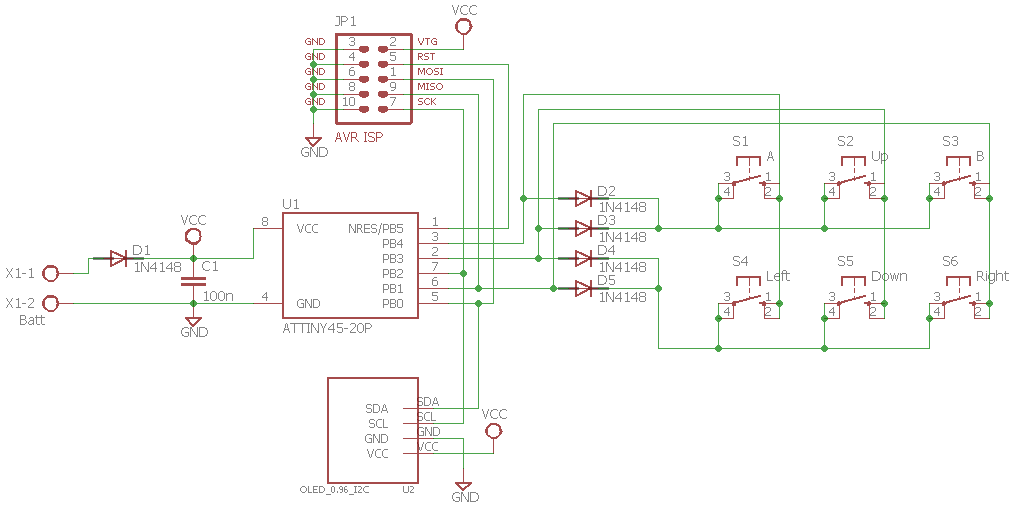 VCC
JP1
GND 3 2 VTG
GND 4 5 RST
GND 6 1 MOSI
GND 8 9 MISO
GND 10 7 SCK
AVR ISP
GND
S1 A
3 1
4 2
S2 Up
3 1
4 2
S3 B
3 1
4 2
U1
8 VCC NRES/PB5 1
PB4 3
PB3 2
PB2 7
PB1 6
4 GND PB0 5
ATTINY45-20P
D2
1N4148
D3
1N4148
D4
1N4148
D5
1N4148
VCC
D1
1N4148
X1-1
C1
100n
X1-2
Batt
GND
S4 Left
3 1
4 2
S5 Down
3 1
4 2
S6 Right
3 1
4 2
SDA SDA
SCL SCL
GND GND
VCC VCC
VCC
OLED_0.96_I2C U2
GND